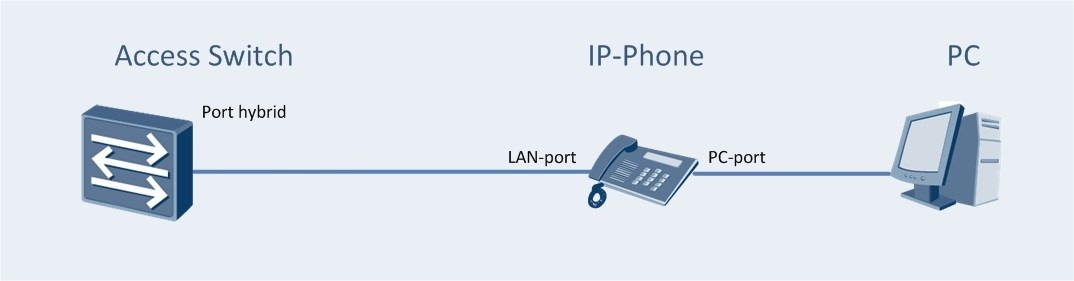 Access Switch
IP-Phone
PC
Port hybrid
LAN-port
PC-port